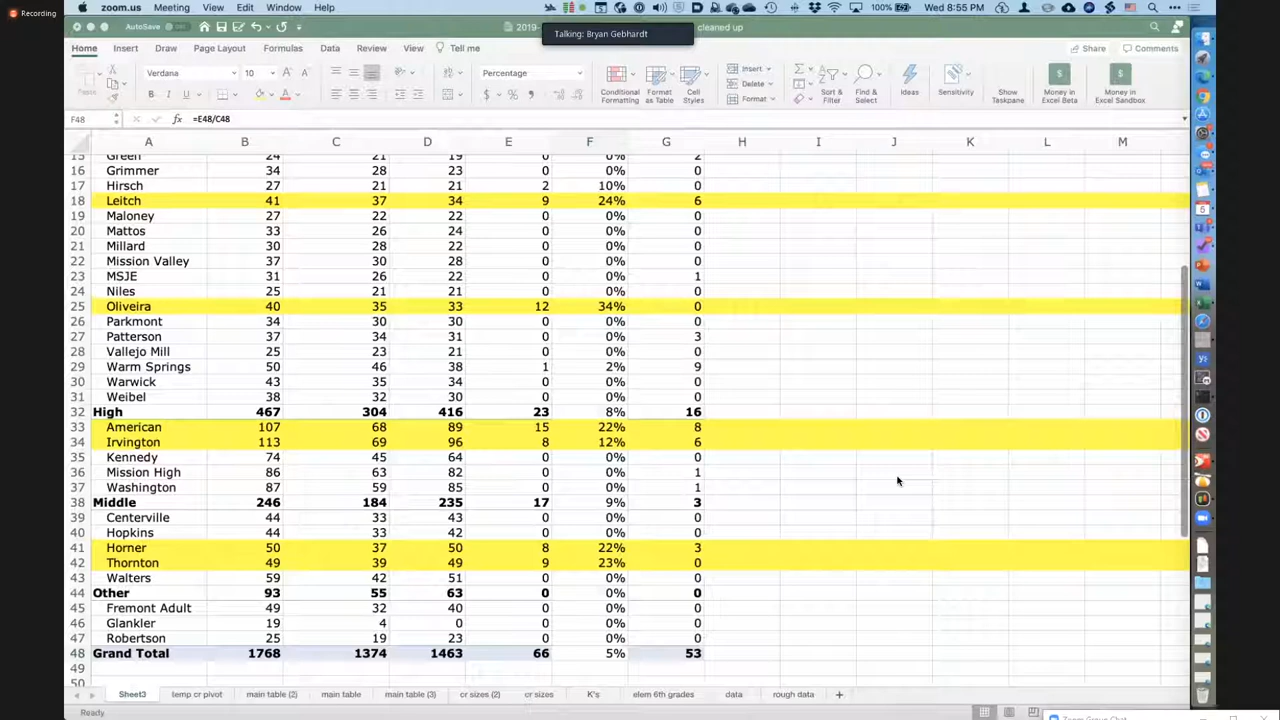 Recording
zoom.us Meeting View Edit Window Help 100% Wed 8:55 PM
AutoSave 2019- cleaned up
Talking: Bryan Gebhardt
Home Insert Draw Page Layout Formulas Data Review View Tell me Share Comments
Verdana 10 Percentage
Conditional Formatting
Format as Table
Cell Styles
Insert
Delete
Format
Sort & Filter
Find & Select
Ideas
Sensitivity
Show Taskpane
Money in Excel Beta
Money in Excel Sandbox
F48 fx =E48/C48
A B C D F G H I J K L M
15 Green 24 21 19 0 0% 2
16 Grimmer 34 28 23 0 0% 0
17 Hirsch 27 21 21 2 10% 0
18 Leitch 41 37 34 9 24% 6
19 Maloney 27 22 22 0 0% 0
20 Mattos 33 26 24 0 0% 0
21 Millard 30 28 22 0 0% 0
22 Mission Valley 37 30 28 0 0% 0
23 MSJE 31 26 22 0 0% 1
24 Niles 25 21 21 0 0% 0
25 Oliveira 40 35 33 12 34% 0
26 Parkmont 34 30 30 0 0% 0
27 Patterson 37 34 31 0 0% 3
28 Vallejo Mill 25 23 21 0 0% 0
29 Warm Springs 50 46 38 1 2% 9
30 Warwick 43 35 34 0 0% 0
31 Weibel 38 32 30 0 0% 0
32 High 467 304 416 23 8% 16
33 American 107 68 89 15 22% 8
34 Irvington 113 69 96 8 12% 6
35 Kennedy 74 45 64 0 0% 0
36 Mission High 86 63 82 0 0% 1
37 Washington 87 59 85 0 0% 1
38 Middle 246 184 235 17 9% 3
39 Centerville 44 33 43 0 0% 0
40 Hopkins 44 33 42 0 0% 0
41 Horner 50 37 50 8 22% 3
42 Thornton 49 39 49 9 23% 0
43 Walters 59 42 51 0 0% 0
44 Other 93 55 63 0 0% 0
45 Fremont Adult 49 32 40 0 0% 0
46 Glankler 19 4 0 0 0% 0
47 Robertson 25 19 23 0 0% 0
48 Grand Total 1768 1374 1463 66 5% 53
49
50
Sheet3 temp cr pivot main table (2) main table main table (3) cr sizes (2) cr sizes K's elem 6th grades data rough data +
Ready
Zoom Group Chat